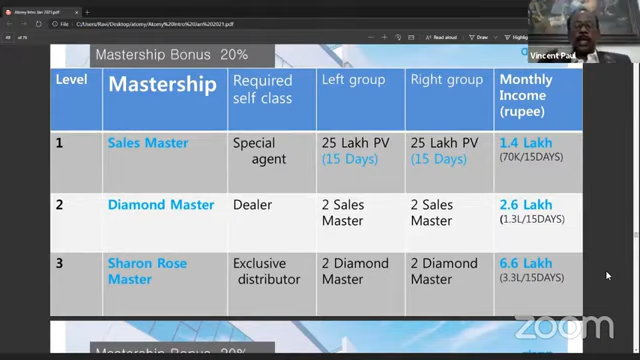 Atomy Intro Jan 2021.pdf
File
C:/Users/Ravi/Desktop/atomy/Atomy%20Intro%20Jan%202021.pdf
of 75
Read aloud
Draw
Highlight
Mastership Bonus 20%
Vincent Paul
Level Mastership Required self class Left group Right group Monthly Income (rupee)
1 Sales Master Special agent 25 Lakh PV (15 Days) 25 Lakh PV (15 Days) 1.4 Lakh (70K/15DAYS)
2 Diamond Master Dealer 2 Sales Master 2 Sales Master 2.6 Lakh (1.3L/15DAYS)
3 Sharon Rose Master Exclusive distributor 2 Diamond Master 2 Diamond Master 6.6 Lakh (3.3L/15DAYS)
zoom
Mastership Bonus 20%